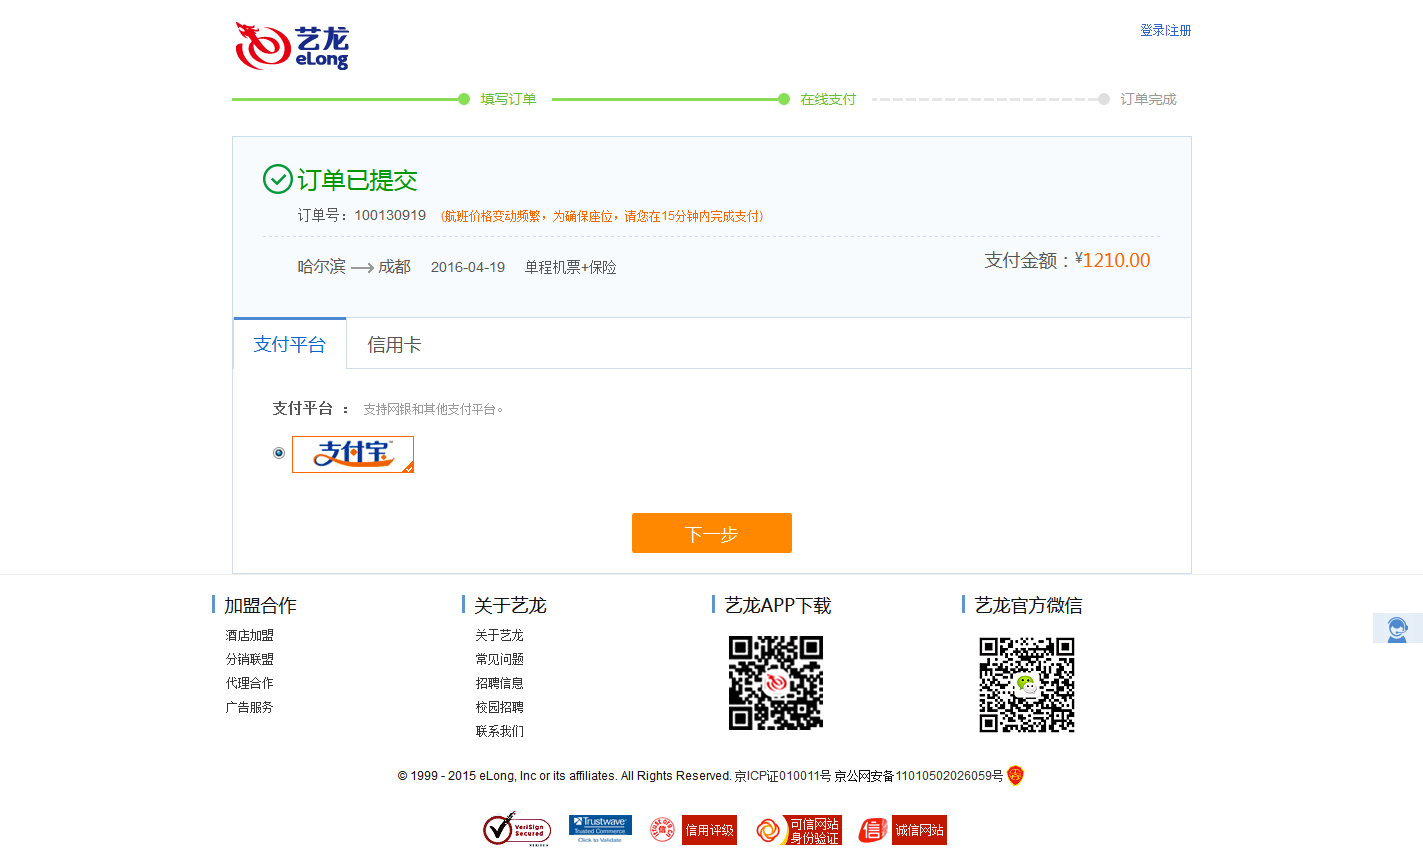 艺龙
eLong
登录|注册
填写订单
在线支付
订单完成
订单已提交
订单号：100130919 (航班价格变动频繁，为确保座位，请您在15分钟内完成支付)
哈尔滨 成都 2016-04-19 单程机票+保险
支付金额：¥1210.00
支付平台 信用卡
支付平台 ： 支持网银和其他支付平台。
支付宝
下一步
加盟合作
酒店加盟
分销联盟
代理合作
广告服务
关于艺龙
关于艺龙
常见问题
招聘信息
校园招聘
联系我们
艺龙APP下载
艺龙官方微信
© 1999 - 2015 eLong, Inc or its affiliates. All Rights Reserved. 京ICP证010011号 京公网安备11010502026059号
VeriSign
Secured
VERIFY
Trustwave
Trusted Commerce
Click to Validate
信用评级
可信网站
身份验证
信
诚信网站